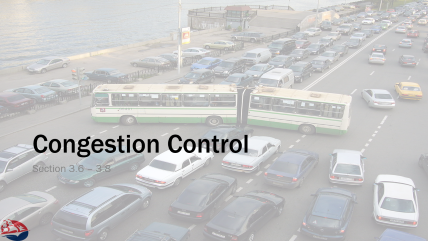 Congestion Control
Section 3.6 – 3.8